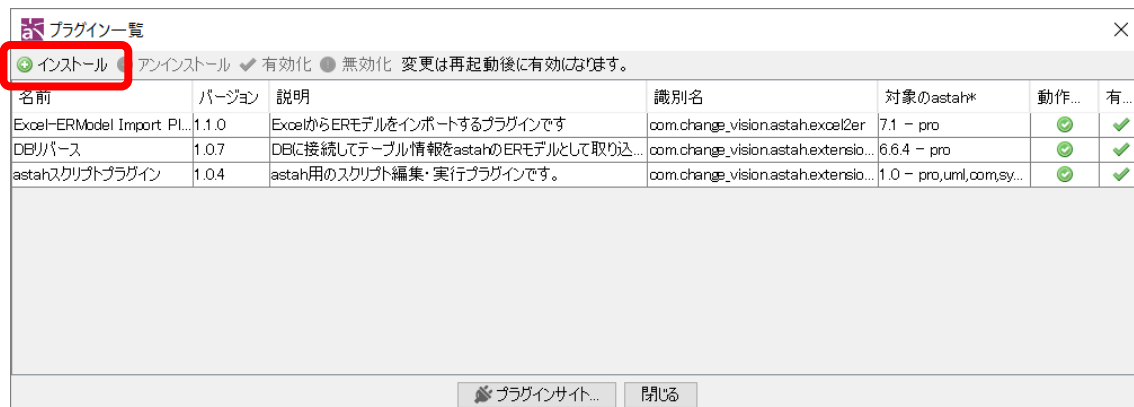 プラグイン一覧
インストール アンインストール 有効化 無効化 変更は再起動後に有効になります。
名前 バージョン 説明 識別名 対象のastah* 動作... 有...
Excel-ERModel Import Pl... 1.1.0 ExcelからERモデルをインポートするプラグインです com.change_vision.astah.excel2er 7.1 - pro
DBリバース 1.0.7 DBに接続してテーブル情報をastahのERモデルとして取り込... com.change_vision.astah.extensio... 6.6.4 - pro
astahスクリプトプラグイン 1.0.4 astah用のスクリプト編集・実行プラグインです。 com.change_vision.astah.extensio... 1.0 - pro,uml,com,sy...
プラグインサイト... 閉じる